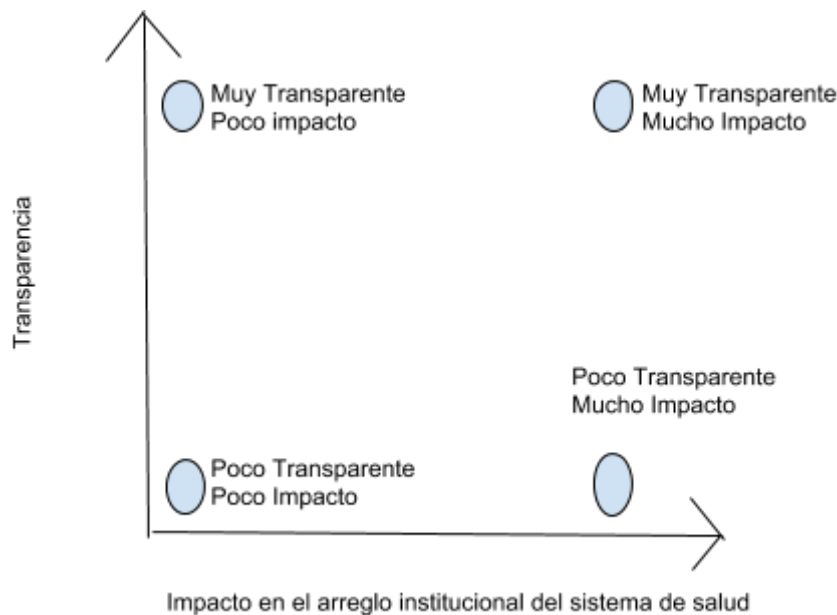 Muy Transparente
Poco impacto
Muy Transparente
Mucho Impacto
Transparencia
Poco Transparente
Mucho Impacto
Poco Transparente
Poco Impacto
Impacto en el arreglo institucional del sistema de salud